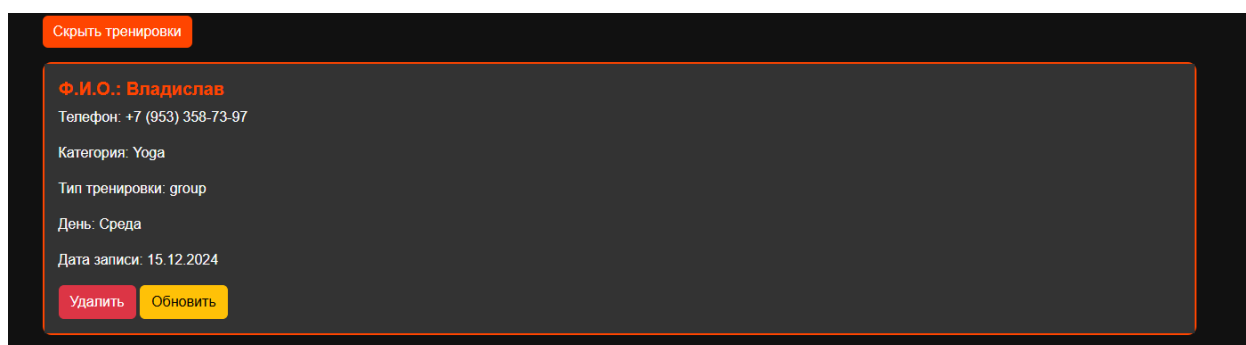 Скрыть тренировки
Ф.И.О.: Владислав
Телефон: +7 (953) 358-73-97
Категория: Yoga
Тип тренировки: group
День: Среда
Дата записи: 15.12.2024
Удалить Обновить